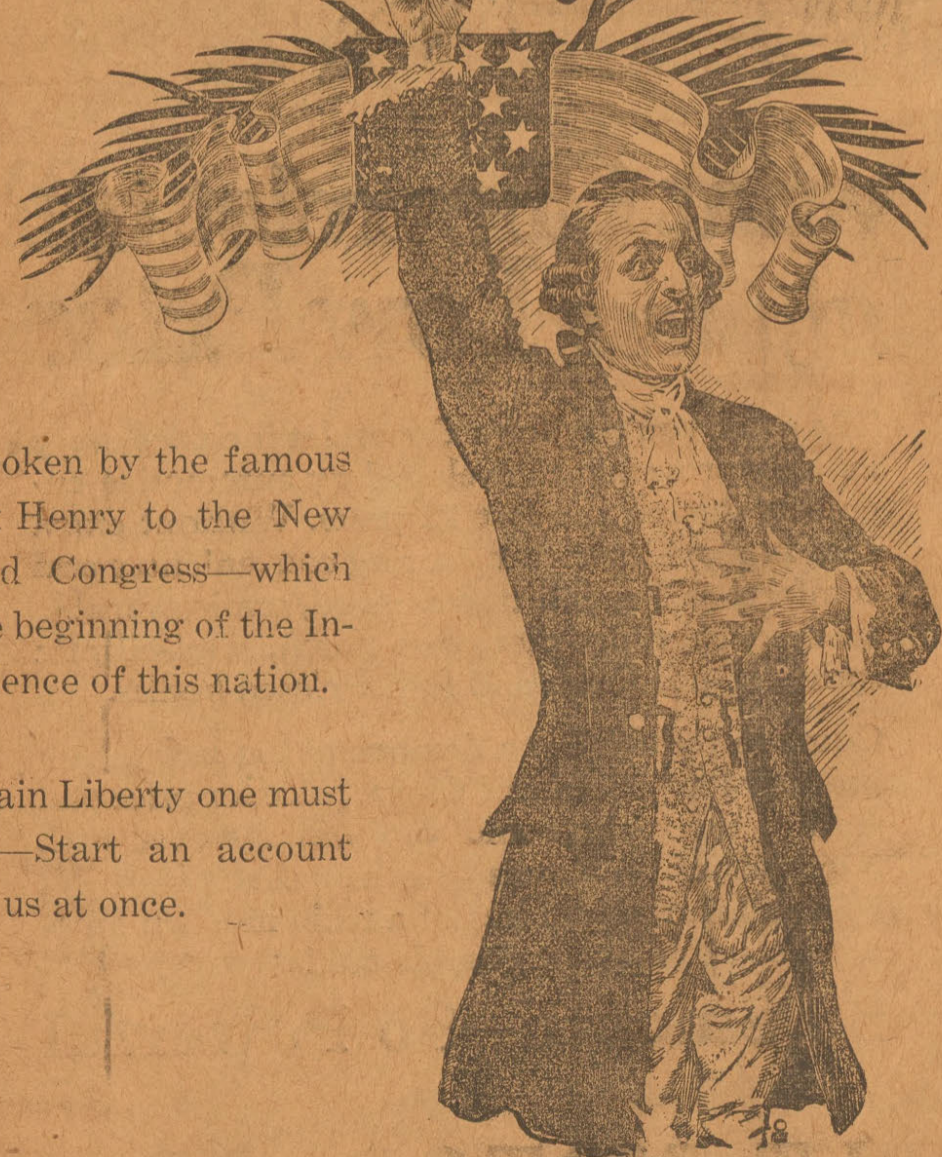 oken by the famous
Henry to the New
d Congress—which
e beginning of the In-
ence of this nation.
ain Liberty one must
—Start an account
us at once.